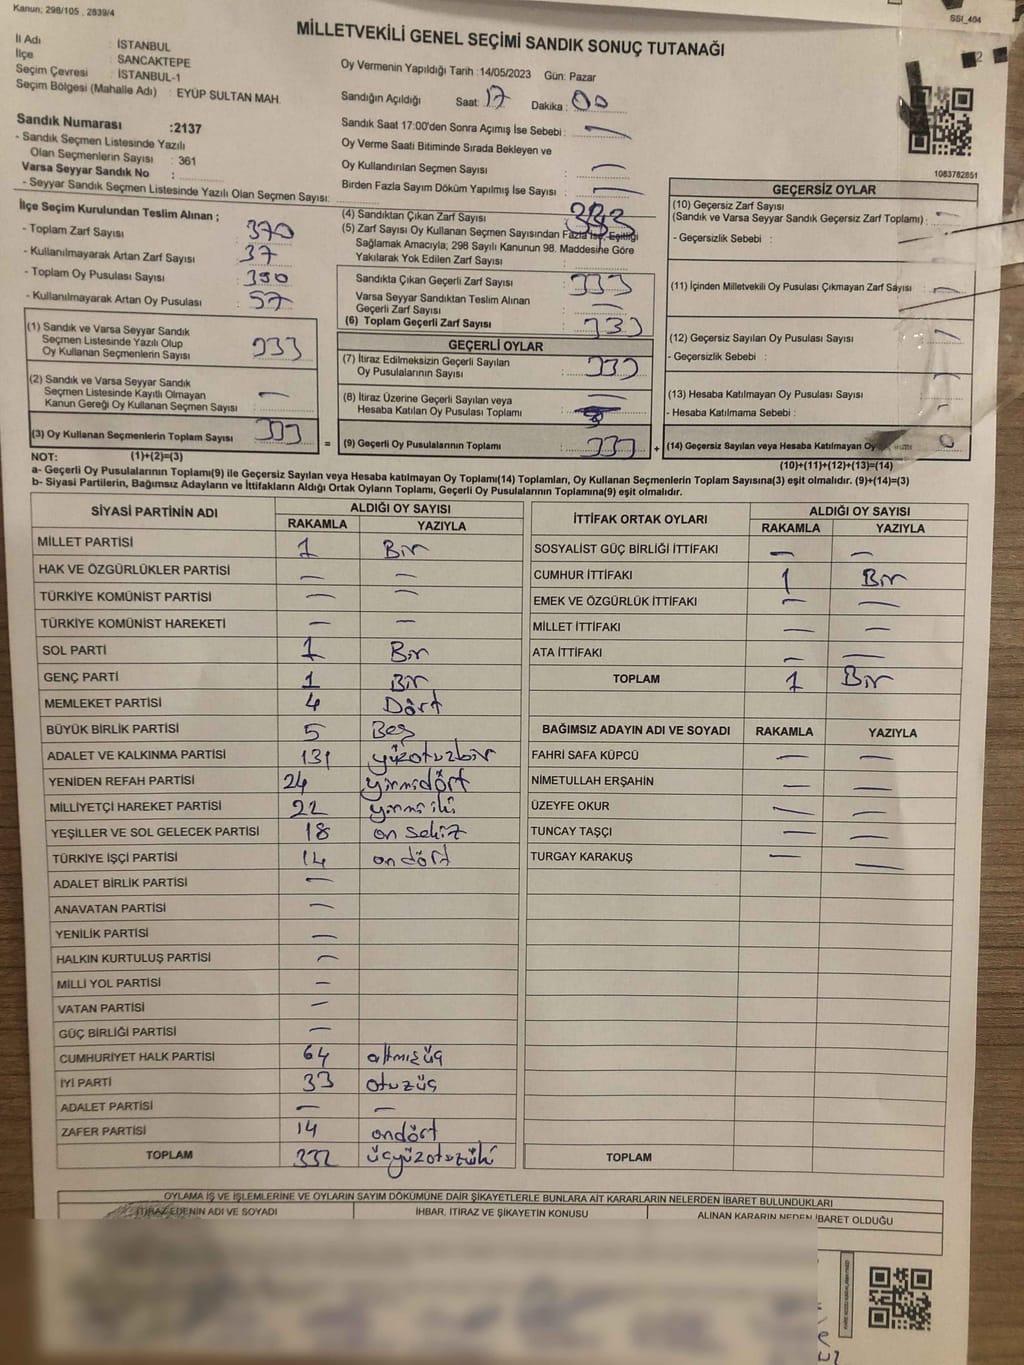 Kanun; 298/105 , 2839/4
SSI_404
MİLLETVEKİLİ GENEL SEÇİMİ SANDIK SONUÇ TUTANAĞI
İl Adı : İSTANBUL
İlçe : SANCAKTEPE
Seçim Çevresi : İSTANBUL-1
Seçim Bölgesi (Mahalle Adı) : EYÜP SULTAN MAH.
Sandık Numarası :2137
- Sandık Seçmen Listesinde Yazılı
Olan Seçmenlerin Sayısı : 361
Varsa Seyyar Sandık No :
- Seyyar Sandık Seçmen Listesinde Yazılı Olan Seçmen Sayısı:
Oy Vermenin Yapıldığı Tarih :14/05/2023 Gün: Pazar
Sandığın Açıldığı Saat: 17 Dakika: 00
Sandık Saat 17:00'den Sonra Açımış İse Sebebi : —
Oy Verme Saati Bitiminde Sırada Bekleyen ve
Oy Kullandırılan Seçmen Sayısı : —
Birden Fazla Sayım Döküm Yapılmış İse Sayısı : —
1083782851
İlçe Seçim Kurulundan Teslim Alınan ;
- Toplam Zarf Sayısı : 370
- Kullanılmayarak Artan Zarf Sayısı : 37
- Toplam Oy Pusulası Sayısı : 390
- Kullanılmayarak Artan Oy Pusulası : 57
(1) Sandık ve Varsa Seyyar Sandık
Seçmen Listesinde Yazılı Olup
Oy Kullanan Seçmenlerin Sayısı : 333
(2) Sandık ve Varsa Seyyar Sandık
Seçmen Listesinde Kayıtlı Olmayan
Kanun Gereği Oy Kullanan Seçmen Sayısı : —
(3) Oy Kullanan Seçmenlerin Toplam Sayısı : 333
(4) Sandıktan Çıkan Zarf Sayısı : 333
(5) Zarf Sayısı Oy Kullanan Seçmen Sayısından Fazla İse, Eşitliği
Sağlamak Amacıyla; 298 Sayılı Kanunun 98. Maddesine Göre
Yakılarak Yok Edilen Zarf Sayısı :
Sandıkta Çıkan Geçerli Zarf Sayısı : 333
Varsa Seyyar Sandıktan Teslim Alınan
Geçerli Zarf Sayısı : —
(6) Toplam Geçerli Zarf Sayısı : 333
GEÇERLİ OYLAR
(7) İtiraz Edilmeksizin Geçerli Sayılan
Oy Pusulalarının Sayısı : 333
(8) İtiraz Üzerine Geçerli Sayılan veya
Hesaba Katılan Oy Pusulası Toplamı :
= (9) Geçerli Oy Pusulalarının Toplamı : 333 +
GEÇERSİZ OYLAR
(10) Geçersiz Zarf Sayısı
(Sandık ve Varsa Seyyar Sandık Geçersiz Zarf Toplamı) : —
- Geçersizlik Sebebi :
(11) İçinden Milletvekili Oy Pusulası Çıkmayan Zarf Sayısı : —
(12) Geçersiz Sayılan Oy Pusulası Sayısı : —
- Geçersizlik Sebebi :
(13) Hesaba Katılmayan Oy Pusulası Sayısı : —
- Hesaba Katılmama Sebebi :
(14) Geçersiz Sayılan veya Hesaba Katılmayan Oy 0
NOT: (1)+(2)=(3)
(10)+(11)+(12)+(13)=(14)
a- Geçerli Oy Pusulalarının Toplamı(9) ile Geçersiz Sayılan veya Hesaba katılmayan Oy Toplamı(14) Toplamları, Oy Kullanan Seçmenlerin Toplam Sayısına(3) eşit olmalıdır. (9)+(14)=(3)
b- Siyasi Partilerin, Bağımsız Adayların ve İttifakların Aldığı Ortak Oyların Toplamı, Geçerli Oy Pusulalarının Toplamına(9) eşit olmalıdır.
SİYASİ PARTİNİN ADI ALDIĞI OY SAYISI
RAKAMLA YAZIYLA
MİLLET PARTİSİ 1 Bir
HAK VE ÖZGÜRLÜKLER PARTİSİ — —
TÜRKİYE KOMÜNİST PARTİSİ — —
TÜRKİYE KOMÜNİST HAREKETİ — —
SOL PARTİ 1 Bir
GENÇ PARTİ 1 Bir
MEMLEKET PARTİSİ 4 Dört
BÜYÜK BİRLİK PARTİSİ 5 Beş
ADALET VE KALKINMA PARTİSİ 131 yüzotuzbir
YENİDEN REFAH PARTİSİ 24 yirmidört
MİLLİYETÇİ HAREKET PARTİSİ 22 yirmi iki
YEŞİLLER VE SOL GELECEK PARTİSİ 18 on sekiz
TÜRKİYE İŞÇİ PARTİSİ 14 ondört
ADALET BİRLİK PARTİSİ —
ANAVATAN PARTİSİ —
YENİLİK PARTİSİ —
HALKIN KURTULUŞ PARTİSİ —
MİLLİ YOL PARTİSİ —
VATAN PARTİSİ —
GÜÇ BİRLİĞİ PARTİSİ —
CUMHURİYET HALK PARTİSİ 64
İYİ PARTİ 33 otuzüç
ADALET PARTİSİ — —
ZAFER PARTİSİ 14 ondört
TOPLAM 332 üçyüzotuziki
İTTİFAK ORTAK OYLARI ALDIĞI OY SAYISI
RAKAMLA YAZIYLA
SOSYALİST GÜÇ BİRLİĞİ İTTİFAKI — —
CUMHUR İTTİFAKI 1 Bir
EMEK VE ÖZGÜRLÜK İTTİFAKI — —
MİLLET İTTİFAKI — —
ATA İTTİFAKI — —
TOPLAM 1 Bir
BAĞIMSIZ ADAYIN ADI VE SOYADI RAKAMLA YAZIYLA
FAHRİ SAFA KÜPCÜ — —
NİMETULLAH ERŞAHİN — —
ÜZEYFE OKUR — —
TUNCAY TAŞÇI — —
TURGAY KARAKUŞ — —
TOPLAM
OYLAMA İŞ VE İŞLEMLERİNE VE OYLARIN SAYIM DÖKÜMÜNE DAİR ŞİKAYETLERLE BUNLARA AİT KARARLARIN NELERDEN İBARET BULUNDUKLARI
İTİRAZ EDENİN ADI VE SOYADI İHBAR, İTİRAZ VE ŞİKAYETİN KONUSU ALINAN KARARIN NEDEN İBARET OLDUĞU